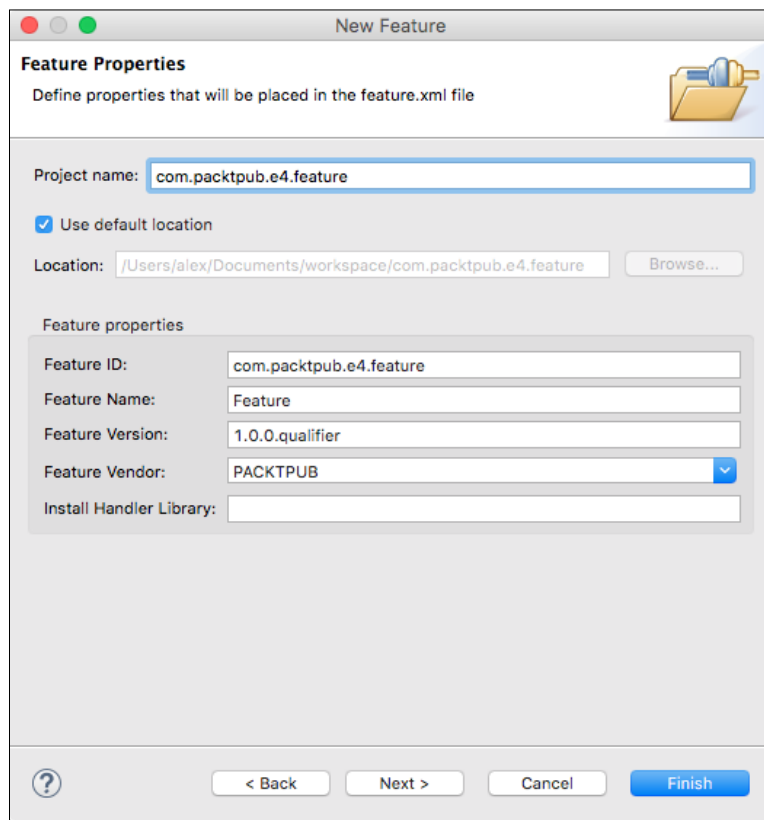 New Feature
Feature Properties
Define properties that will be placed in the feature.xml file
Project name: com.packtpub.e4.feature
Use default location
Location: /Users/alex/Documents/workspace/com.packtpub.e4.feature Browse...
Feature properties
Feature ID: com.packtpub.e4.feature
Feature Name: Feature
Feature Version: 1.0.0.qualifier
Feature Vendor: PACKTPUB
Install Handler Library:
? < Back Next > Cancel Finish